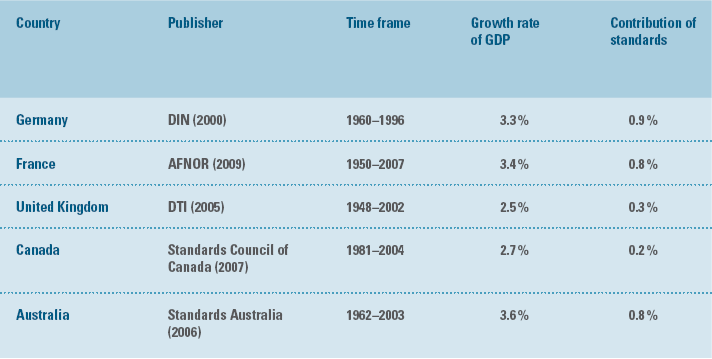 Country Publisher Time frame Growth rate of GDP Contribution of standards
Germany DIN (2000) 1960–1996 3.3 % 0.9 %
France AFNOR (2009) 1950–2007 3.4 % 0.8 %
United Kingdom DTI (2005) 1948–2002 2.5 % 0.3 %
Canada Standards Council of Canada (2007) 1981–2004 2.7 % 0.2 %
Australia Standards Australia (2006) 1962–2003 3.6 % 0.8 %